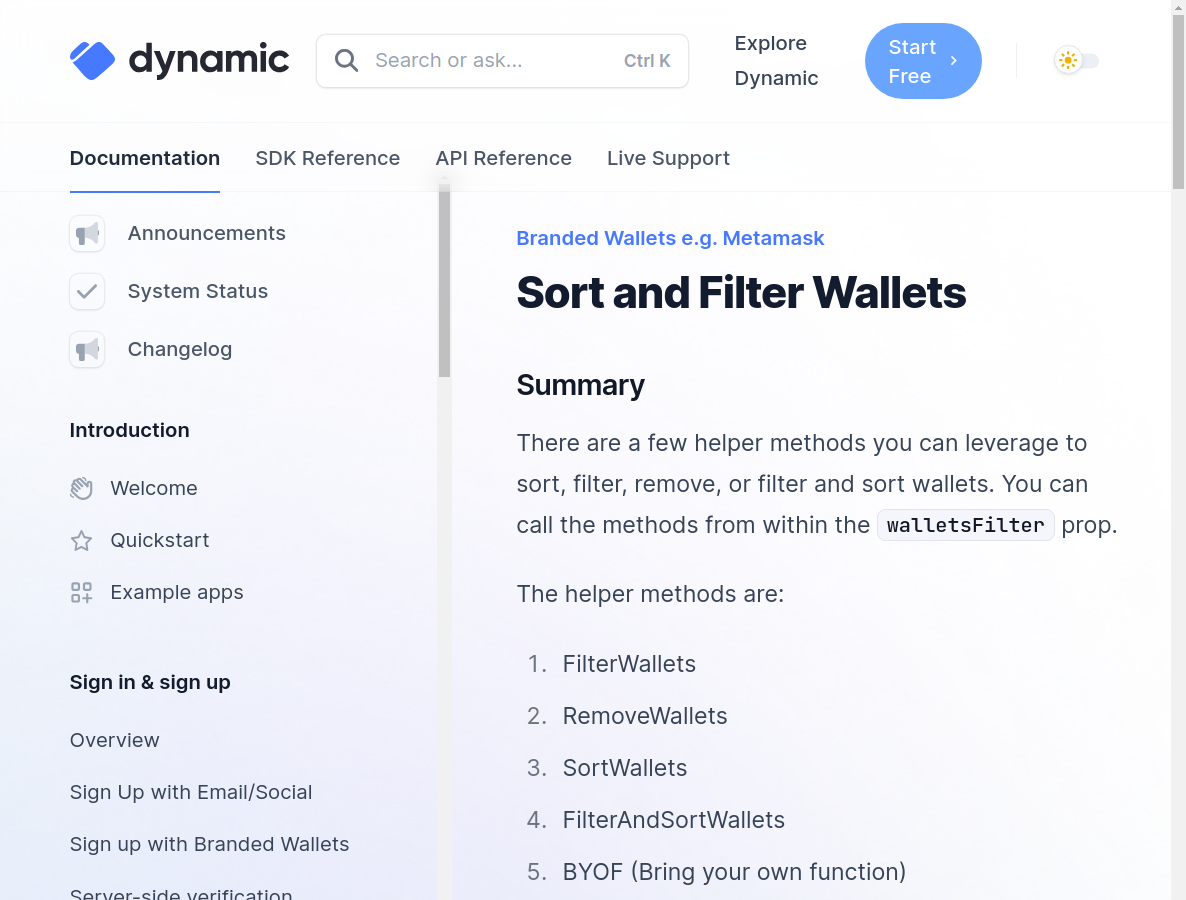 dynamic
Search or ask...
Ctrl K
Explore
Dynamic
Start
Free
Documentation
SDK Reference
API Reference
Live Support
Announcements
System Status
Changelog
Introduction
Welcome
Quickstart
Example apps
Sign in & sign up
Overview
Sign Up with Email/Social
Sign up with Branded Wallets
Server-side verification
Branded Wallets e.g. Metamask
Sort and Filter Wallets
Summary
There are a few helper methods you can leverage to
sort, filter, remove, or filter and sort wallets. You can
call the methods from within the walletsFilter prop.
The helper methods are:
1. FilterWallets
2. RemoveWallets
3. SortWallets
4. FilterAndSortWallets
5. BYOF (Bring your own function)